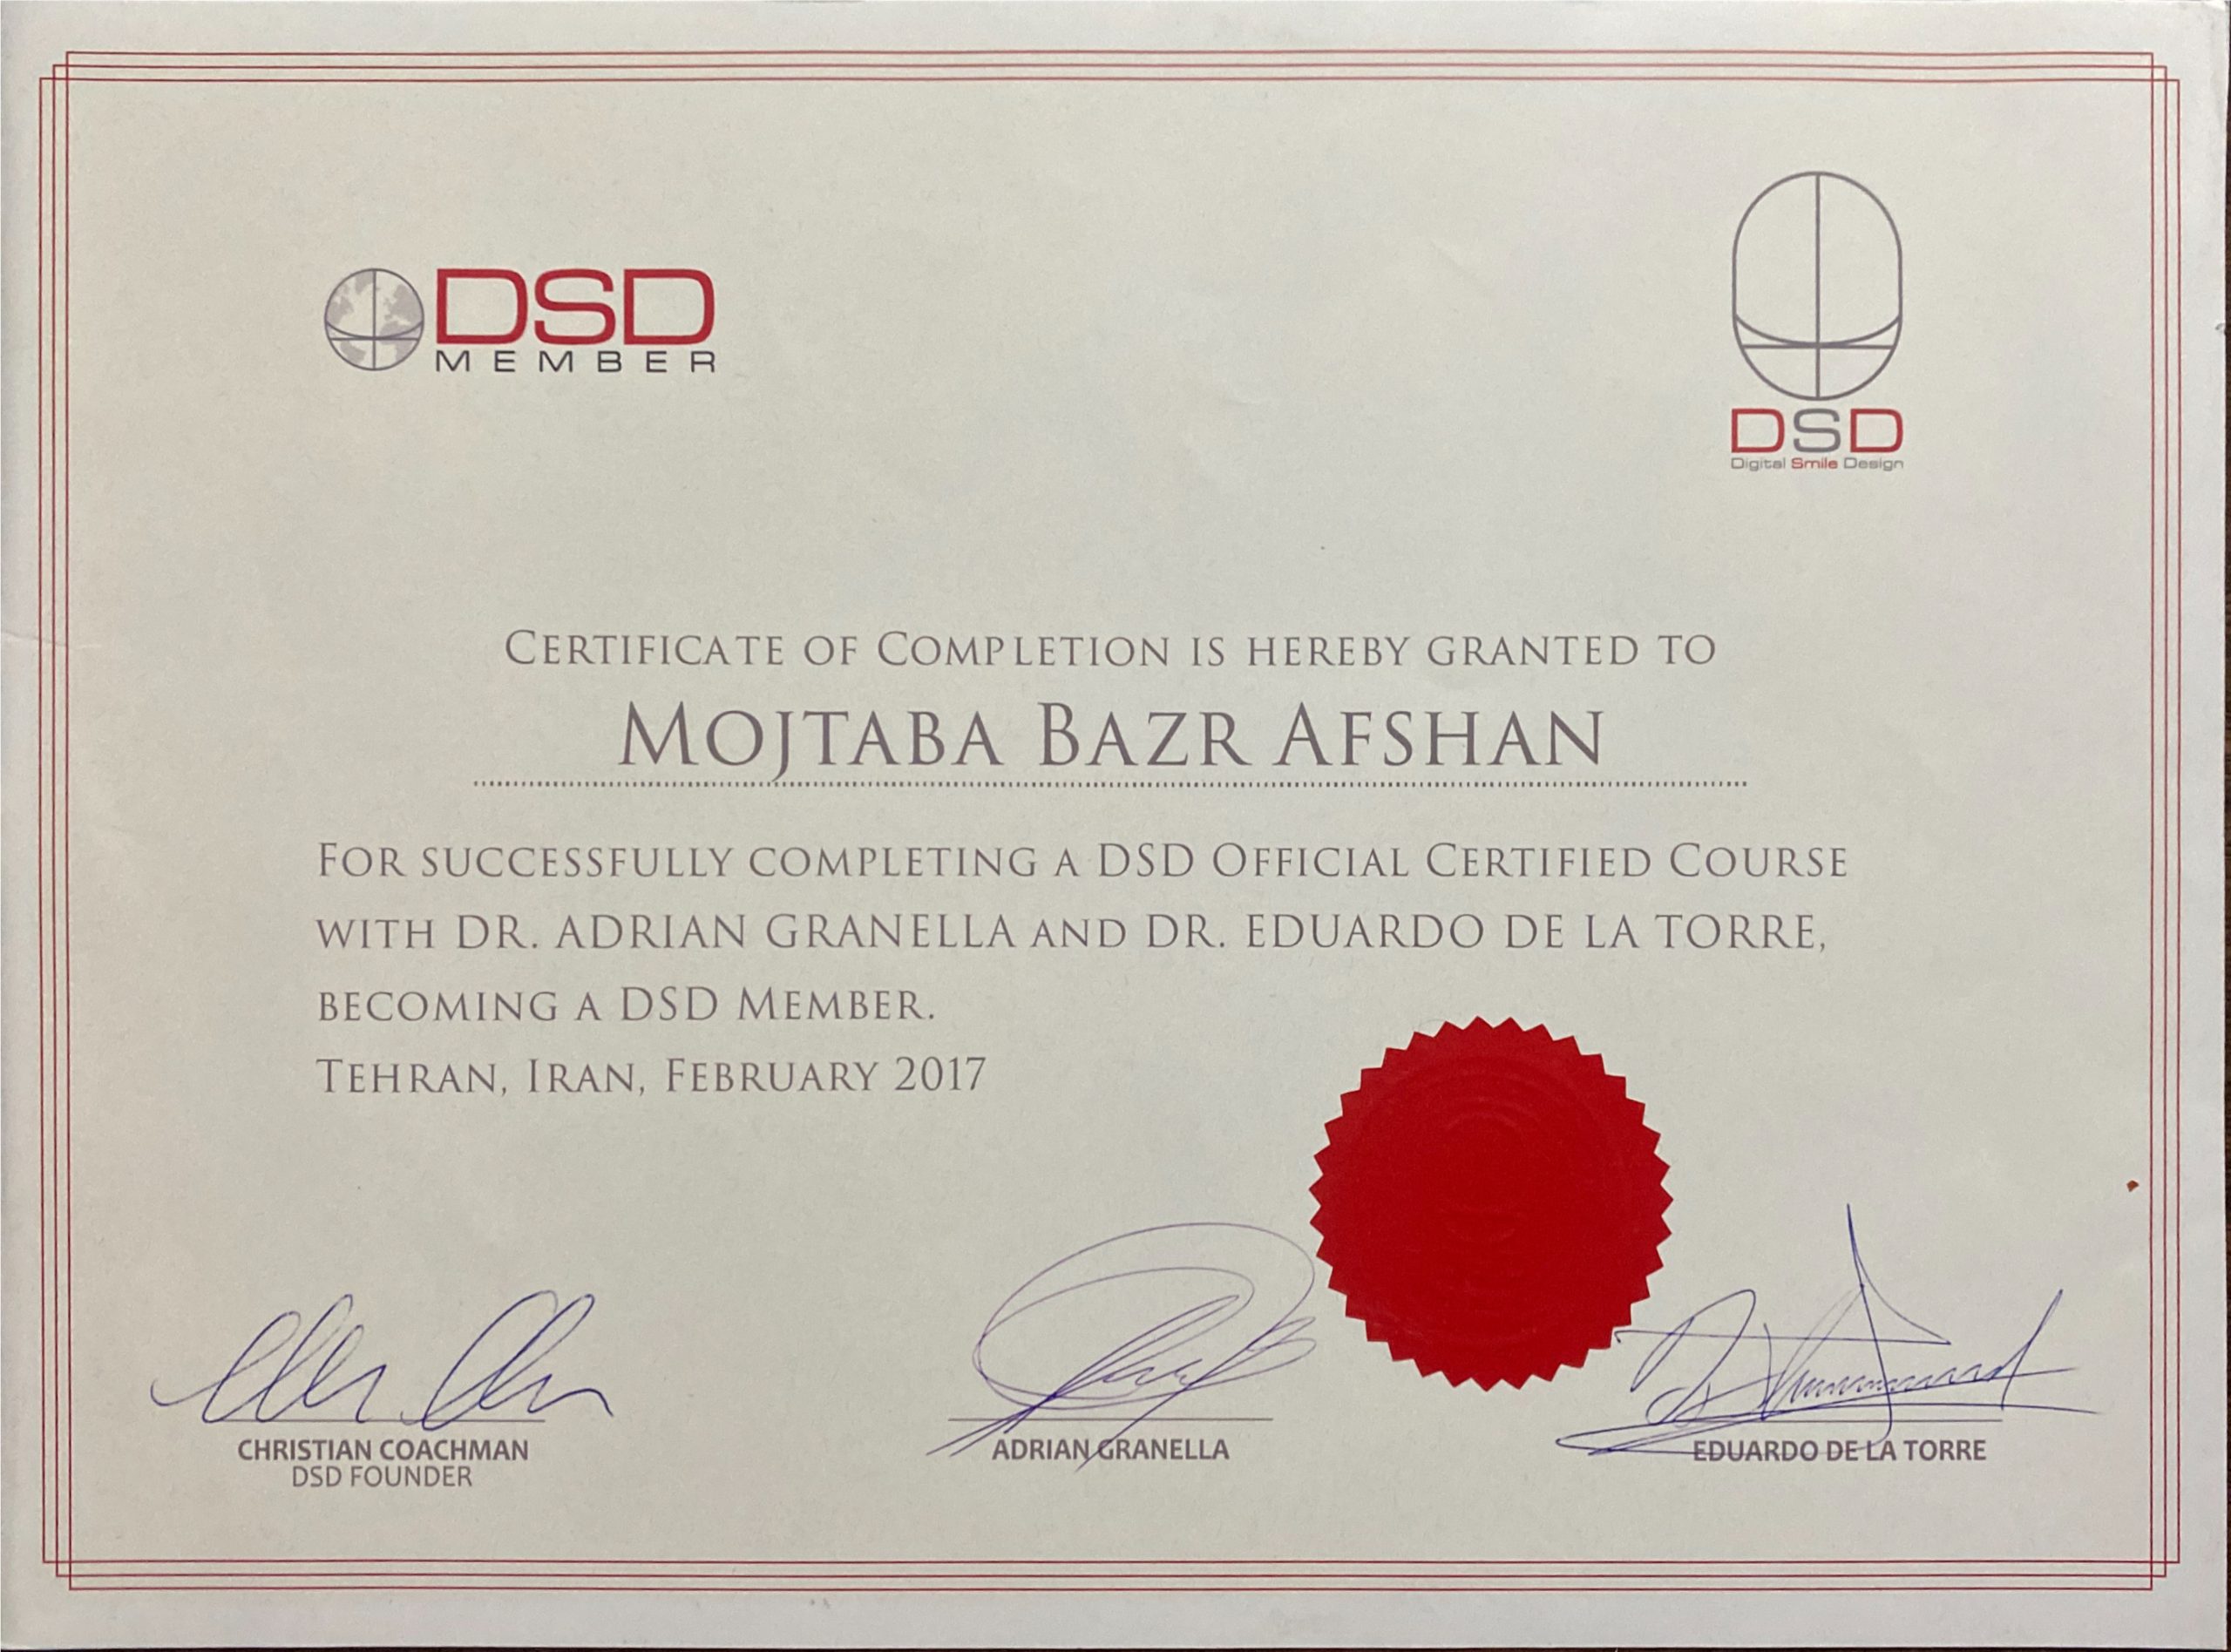 DSD
MEMBER
DSD
Digital Smile Design
CERTIFICATE OF COMPLETION IS HEREBY GRANTED TO
MOJTABA BAZR AFSHAN
FOR SUCCESSFULLY COMPLETING A DSD OFFICIAL CERTIFIED COURSE
WITH DR. ADRIAN GRANELLA AND DR. EDUARDO DE LA TORRE,
BECOMING A DSD MEMBER.
TEHRAN, IRAN, FEBRUARY 2017
CHRISTIAN COACHMAN
DSD FOUNDER
ADRIAN GRANELLA
EDUARDO DE LA TORRE